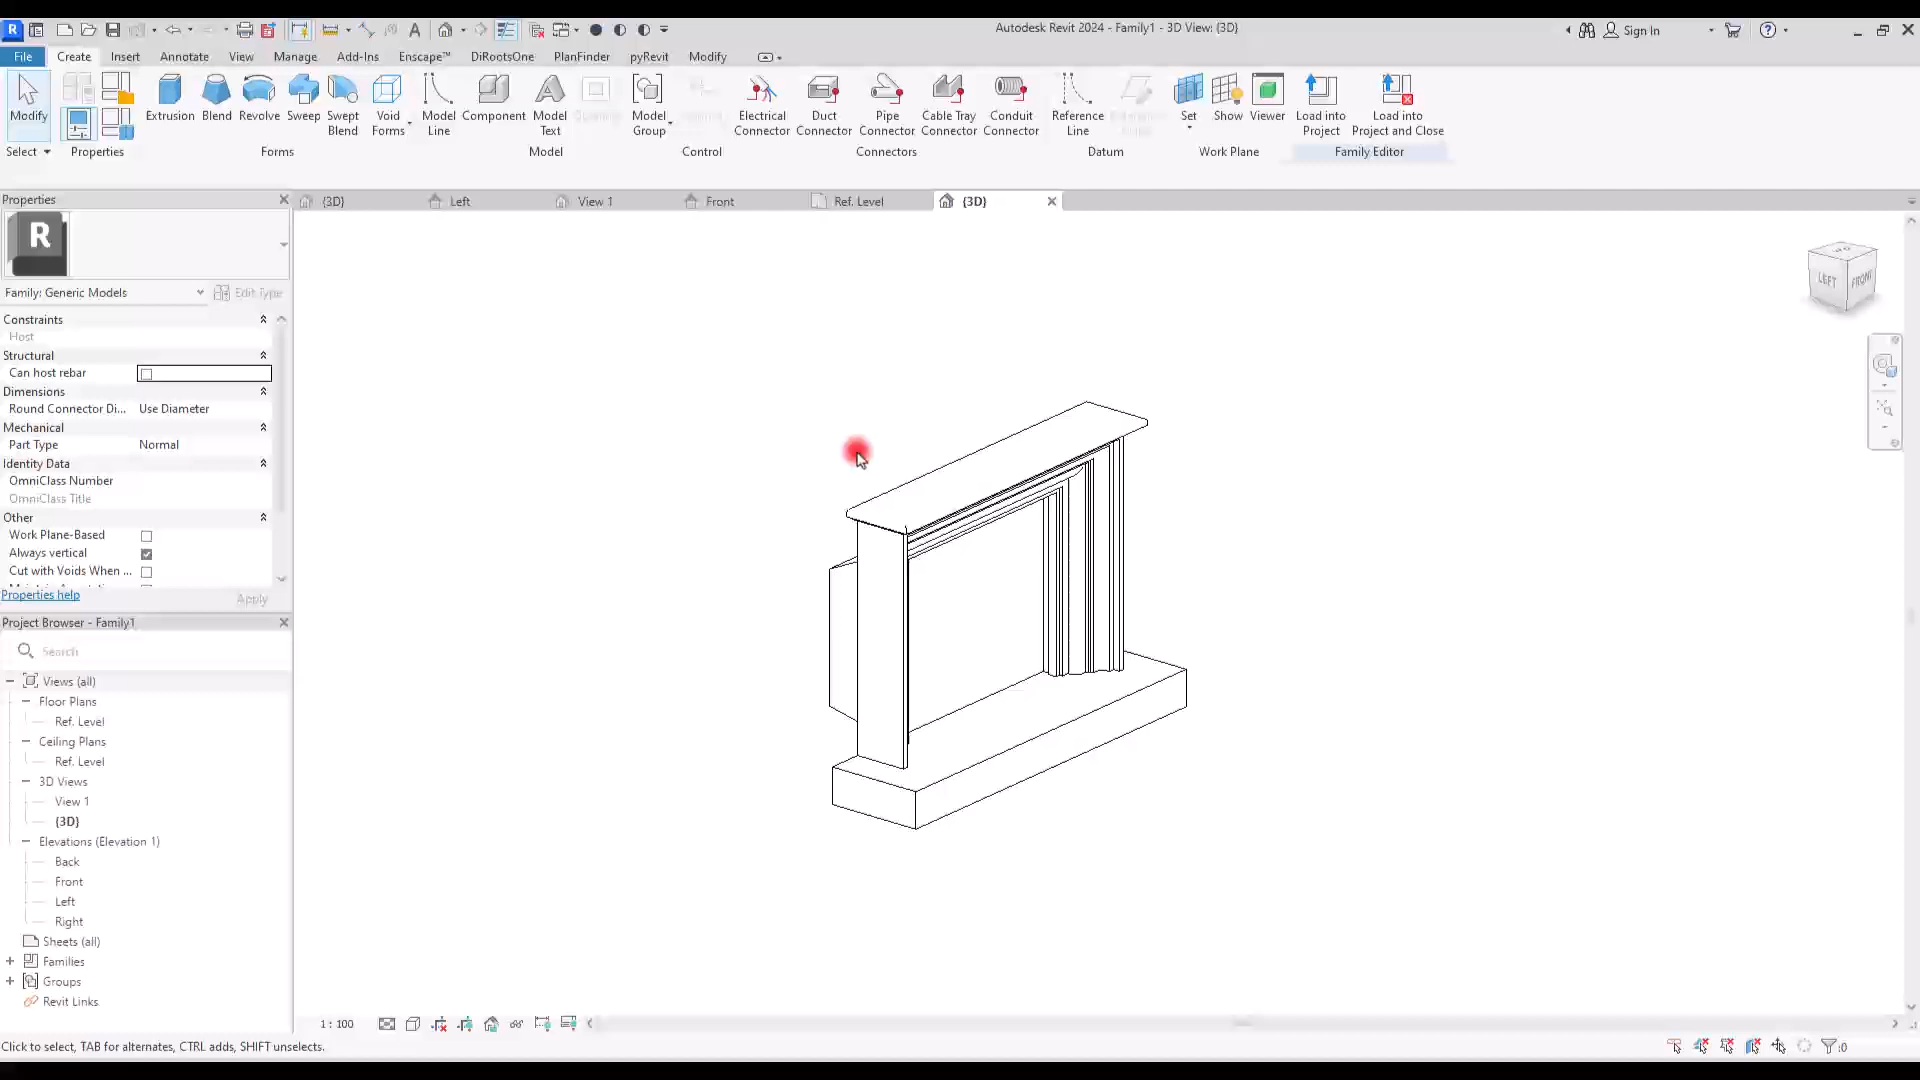 Autodesk Revit 2024 - Family1 - 3D View: {3D}
Sign In
File Create Insert Annotate View Manage Add-Ins Enscape™ DiRootsOne PlanFinder pyRevit Modify
Modify
Extrusion Blend Revolve Sweep Swept Blend Void Forms
Model Line Component Model Text Model Group
Electrical Connector Duct Connector Pipe Connector Cable Tray Connector Conduit Connector
Reference Line
Set Show Viewer
Load into Project Load into Project and Close
Select Properties Forms Model Control Connectors Datum Work Plane Family Editor
Properties
{3D} Left View 1 Front Ref. Level {3D}
R
Family: Generic Models Edit Type
Constraints
Host
Structural
Can host rebar
Dimensions
Round Connector Di... Use Diameter
Mechanical
Part Type Normal
Identity Data
OmniClass Number
OmniClass Title
Other
Work Plane-Based
Always vertical
Cut with Voids When ...
Properties help Apply
Project Browser - Family1
Search
Views (all)
Floor Plans
Ref. Level
Ceiling Plans
Ref. Level
3D Views
View 1
{3D}
Elevations (Elevation 1)
Back
Front
Left
Right
Sheets (all)
Families
Groups
Revit Links
LEFT FRONT
1 : 100
Click to select, TAB for alternates, CTRL adds, SHIFT unselects.
:0